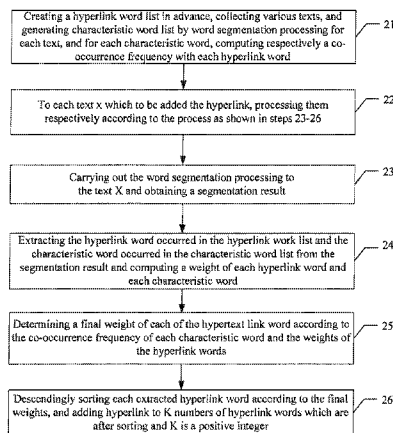 Creating a hyperlink word list in advance, collecting various texts, and
generating characteristic word list by word segmentation processing for
each text, and for each characteristic word, computing respectively a co-
occurrence frequency with each hyperlink word
21
To each text x which to be added the hyperlink, processing them
respectively according to the process as shown in steps 23-26
22
Carrying out the word segmentation processing to
the text X and obtaining a segmentation result
23
Extracting the hyperlink word occurred in the hyperlink work list and the
characteristic word occurred in the characteristic word list from the
segmentation result and computing a weight of each hyperlink word and
each characteristic word
24
Determining a final weight of each of the hypertext link word according to
the co-occurrence frequency of each characteristic word and the weights of
the hyperlink words
25
Descendingly sorting each extracted hyperlink word according to the final
weights, and adding hyperlink to K numbers of hyperlink words which are
after sorting and K is a positive integer
26